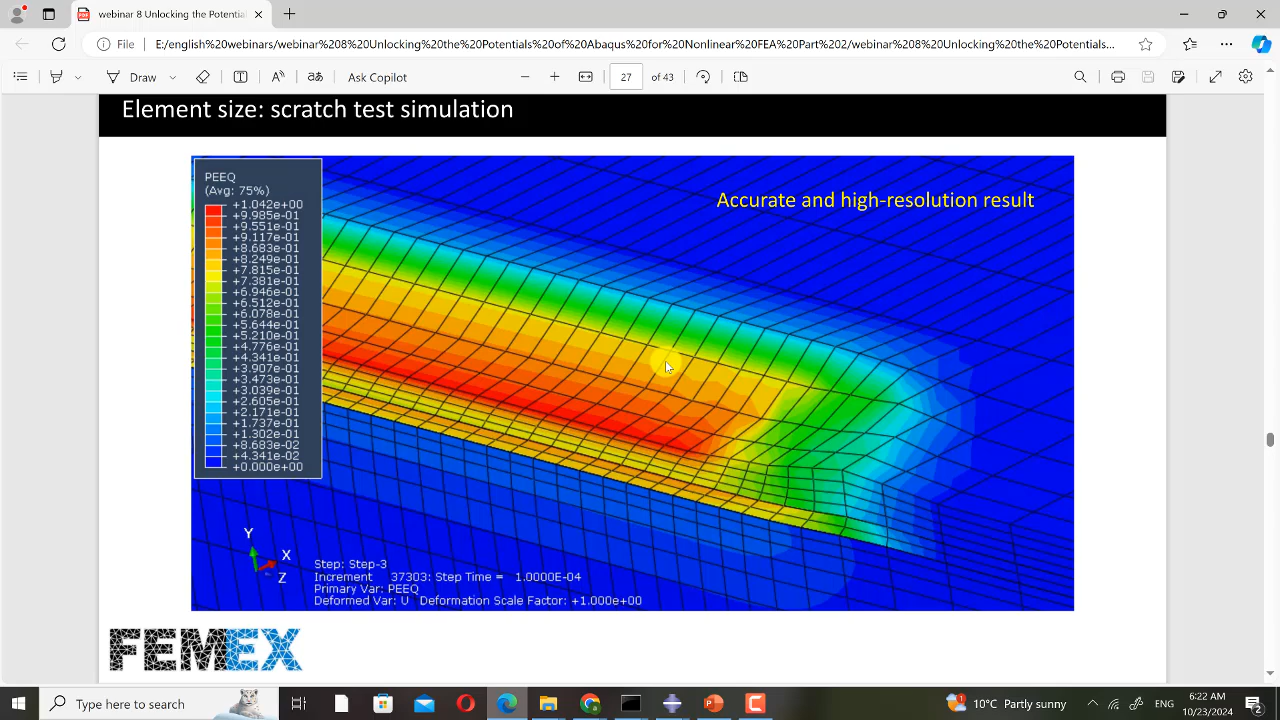 webinar 8 Unlocking the Potentials
File
E:/english%20webinars/webinar%208%20Unlocking%20the%20Potentials%20o%20Abaqus%20for%20Nonlinear%20FEA%20Part%22/webinar%208%20Unlocking%20the%20Potentials...
Draw
Ask Copilot
27
of 43
Element size: scratch test simulation
PEEQ
(Avg: 75%)
+1.042e+00
+9.985e-01
+9.551e-01
+9.117e-01
+8.683e-01
+8.249e-01
+7.815e-01
+7.381e-01
+6.946e-01
+6.512e-01
+6.078e-01
+5.644e-01
+5.210e-01
+4.776e-01
+4.341e-01
+3.907e-01
+3.473e-01
+3.039e-01
+2.605e-01
+2.171e-01
+1.737e-01
+1.302e-01
+8.683e-02
+4.341e-02
+0.000e+00
Accurate and high-resolution result
Y
X
Z
Step: Step-3
Increment 37303: Step Time = 1.0000E-04
Primary Var: PEEQ
Deformed Var: U Deformation Scale Factor: +1.000e+00
FEMEX
Type here to search
10°C Partly sunny
6:22 AM
10/23/2024